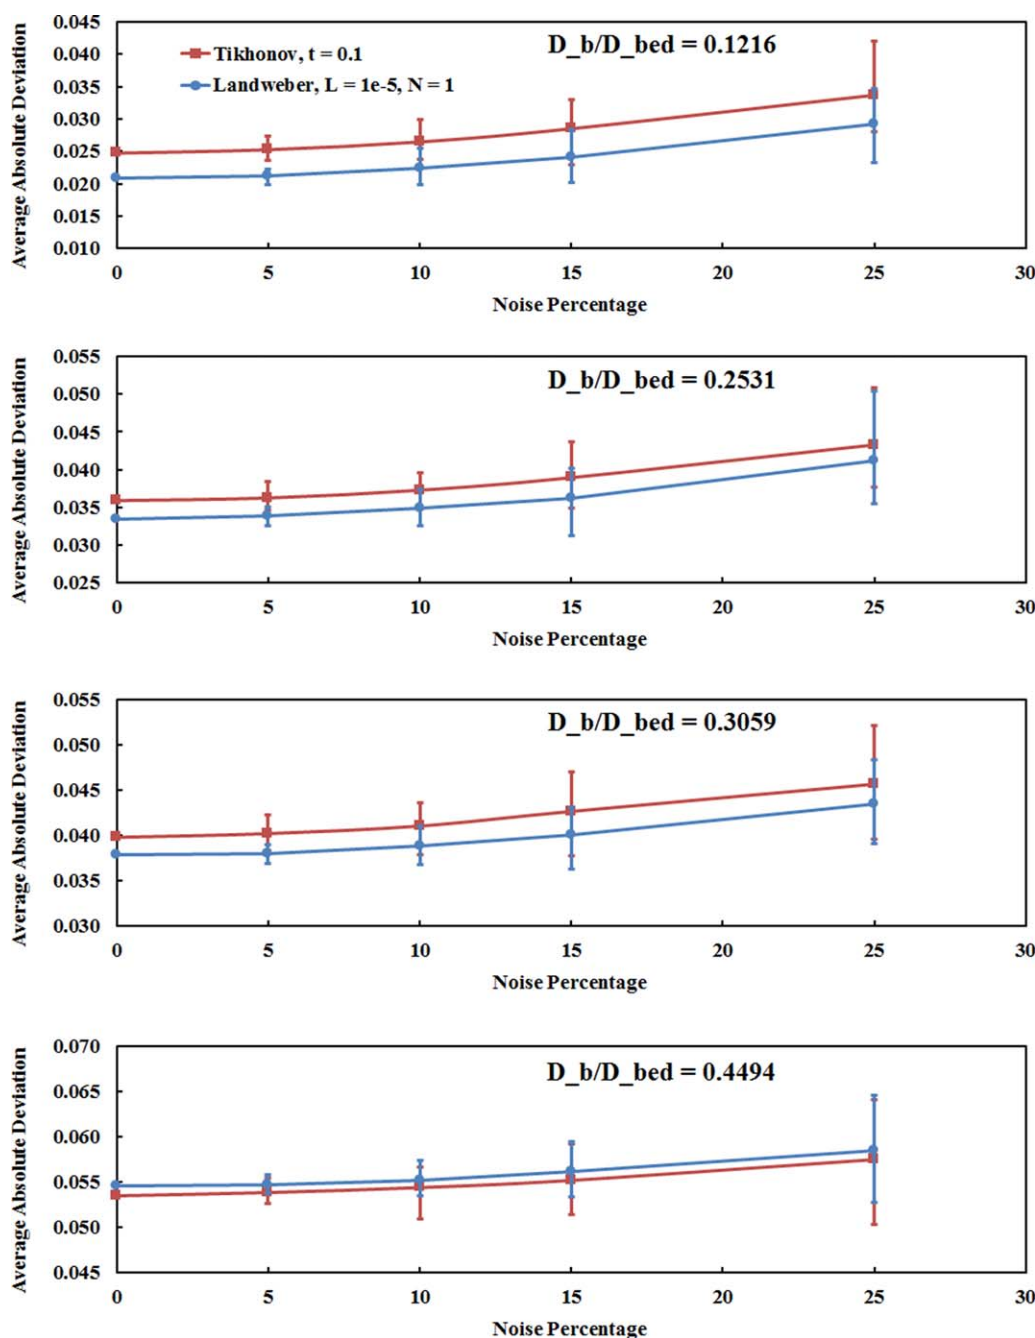 Average Absolute Deviation
0.045
0.040
0.035
0.030
0.025
0.020
0.015
0.010
D_b/D_bed = 0.1216
Tikhonov, t = 0.1
Landweber, L = 1e-5, N = 1
0 5 10 15 20 25 30
Noise Percentage
Average Absolute Deviation
0.055
0.050
0.045
0.040
0.035
0.030
0.025
D_b/D_bed = 0.2531
0 5 10 15 20 25 30
Noise Percentage
Average Absolute Deviation
0.055
0.050
0.045
0.040
0.035
0.030
D_b/D_bed = 0.3059
0 5 10 15 20 25 30
Noise Percentage
Average Absolute Deviation
0.070
0.065
0.060
0.055
0.050
0.045
D_b/D_bed = 0.4494
0 5 10 15 20 25 30
Noise Percentage